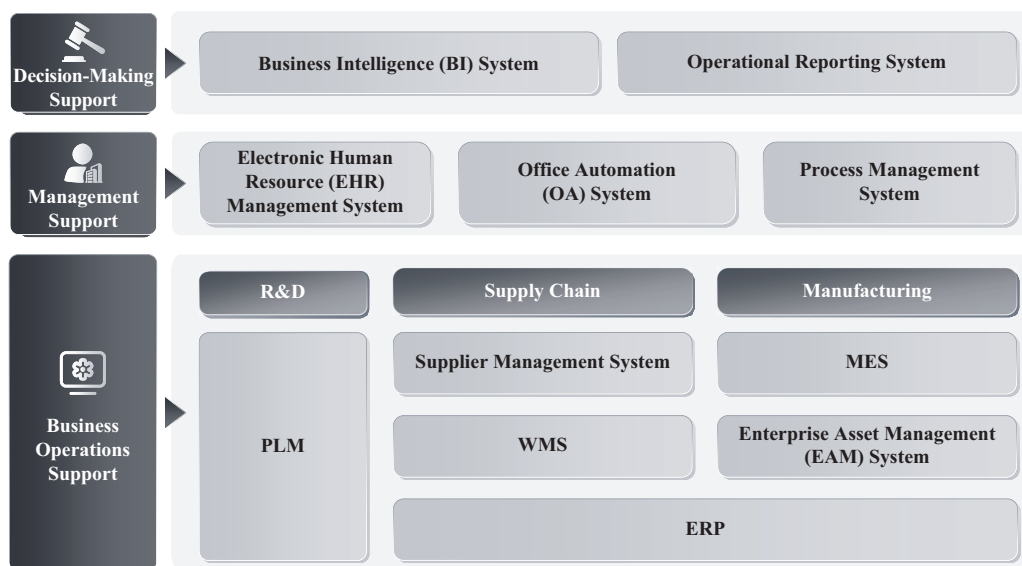 Decision-Making
Support
Business Intelligence (BI) System
Operational Reporting System
Management
Support
Electronic Human
Resource (EHR)
Management System
Office Automation
(OA) System
Process Management
System
Business
Operations
Support
R&D
Supply Chain
Manufacturing
PLM
Supplier Management System
MES
WMS
Enterprise Asset Management
(EAM) System
ERP